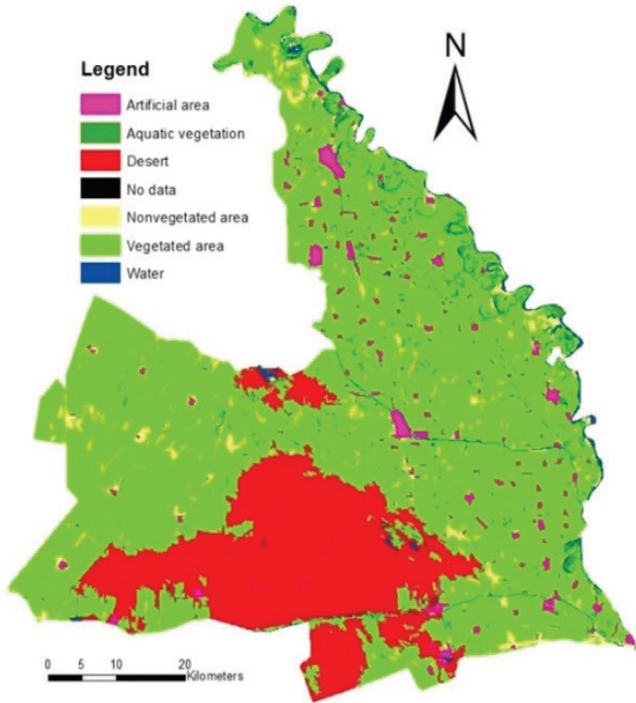 N
Legend
Artificial area
Aquatic vegetation
Desert
No data
Nonvegetated area
Vegetated area
Water
0 5 10 20
Kilometers